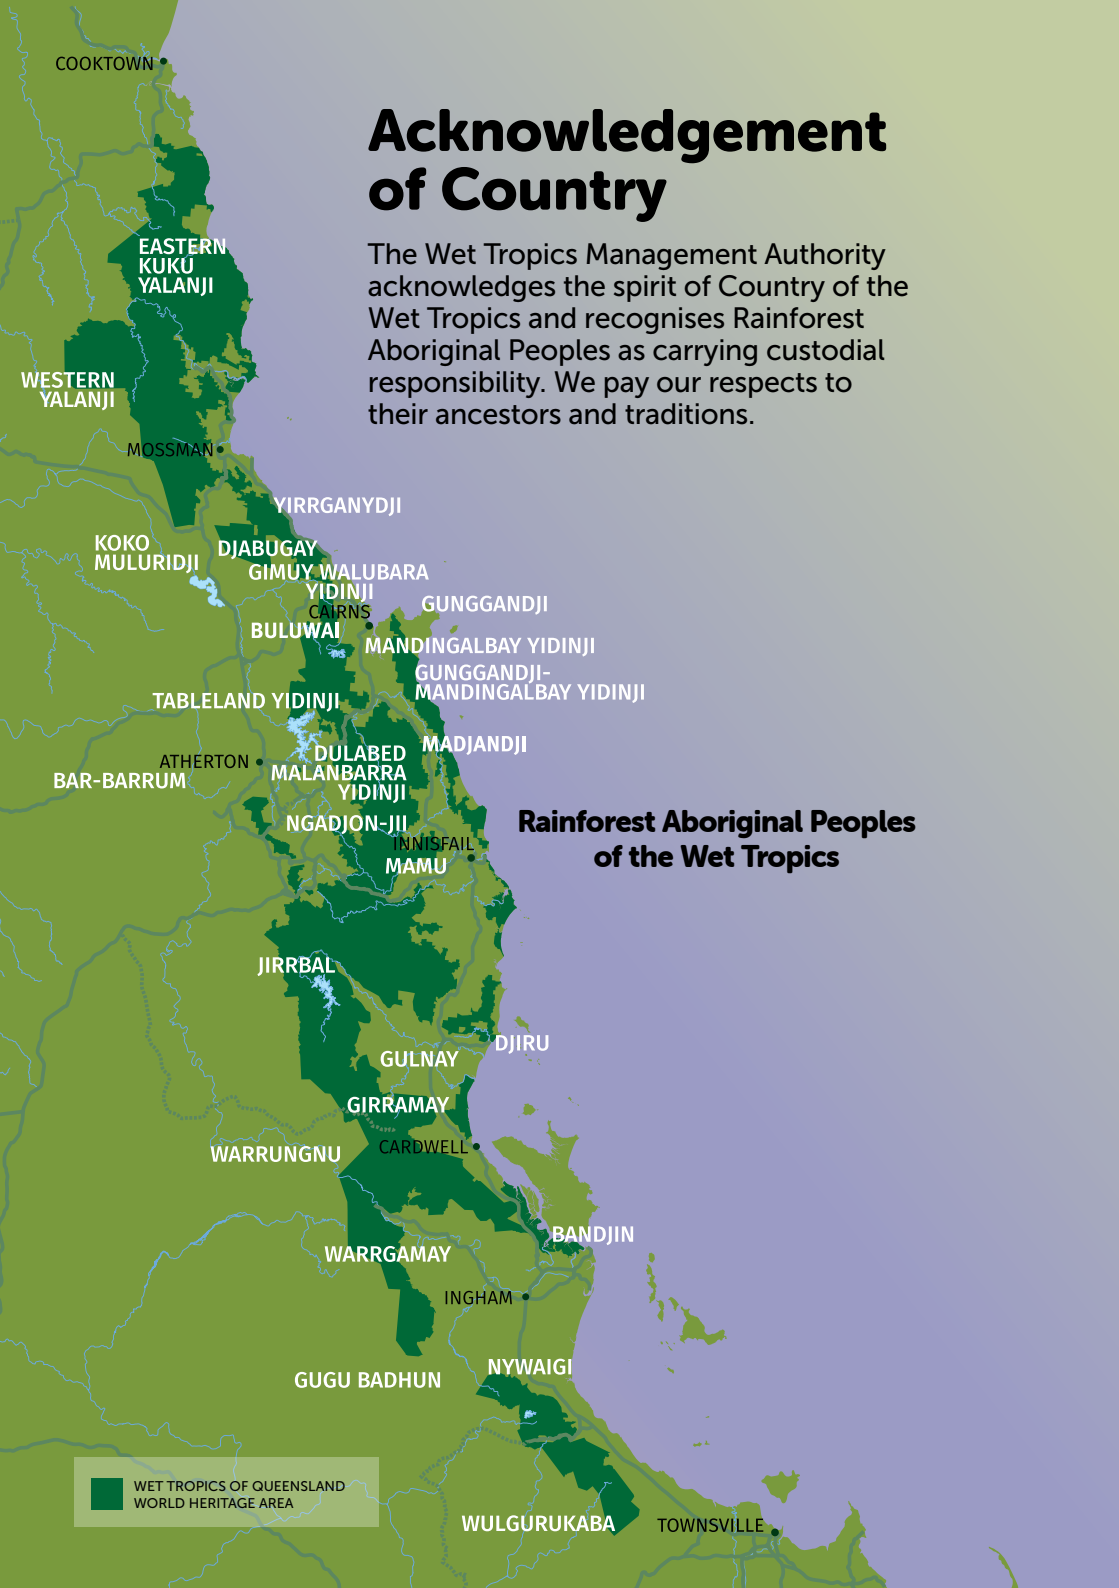 COOKTOWN
Acknowledgement
of Country
The Wet Tropics Management Authority
acknowledges the spirit of Country of the
Wet Tropics and recognises Rainforest
Aboriginal Peoples as carrying custodial
responsibility. We pay our respects to
their ancestors and traditions.
EASTERN
KUKU
YALANJI
WESTERN
YALANJI
MOSSMAN
YIRRGANYDJI
KOKO
MULURIDJI
DJABUGAY
GIMUY WALUBARA
YIDINJI
CAIRNS
GUNGGANDJI
BULUWAI
MANDINGALBAY YIDINJI
GUNGGANDJI-
MANDINGALBAY YIDINJI
TABLELAND YIDINJI
MADJANDJI
ATHERTON
DULABED
MALANBARRA
YIDINJI
BAR-BARRUM
NGADJON-JII
Rainforest Aboriginal Peoples
of the Wet Tropics
INNISFAIL
MAMU
JIRRBAL
DJIRU
GULNAY
GIRRAMAY
CARDWELL
WARRUNGNU
BANDJIN
WARRGAMAY
INGHAM
NYWAIGI
GUGU BADHUN
WET TROPICS OF QUEENSLAND
WORLD HERITAGE AREA
WULGURUKABA
TOWNSVILLE